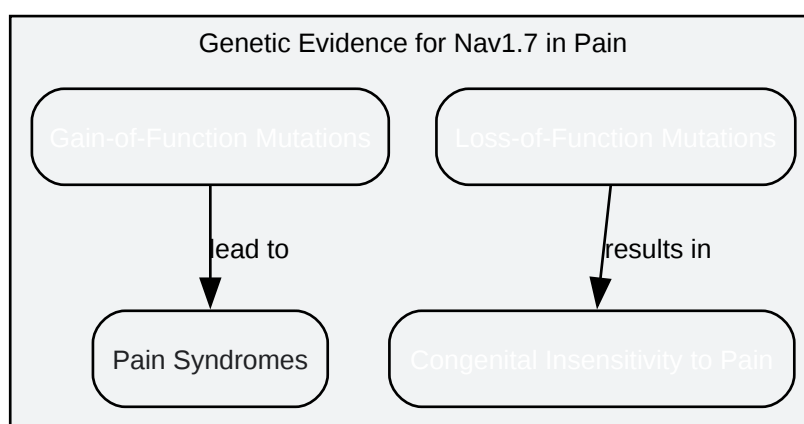 Genetic Evidence for Nav1.7 in Pain
Gain-of-Function Mutations
Loss-of-Function Mutations
lead to
results in
Pain Syndromes
Congenital Insensitivity to Pain